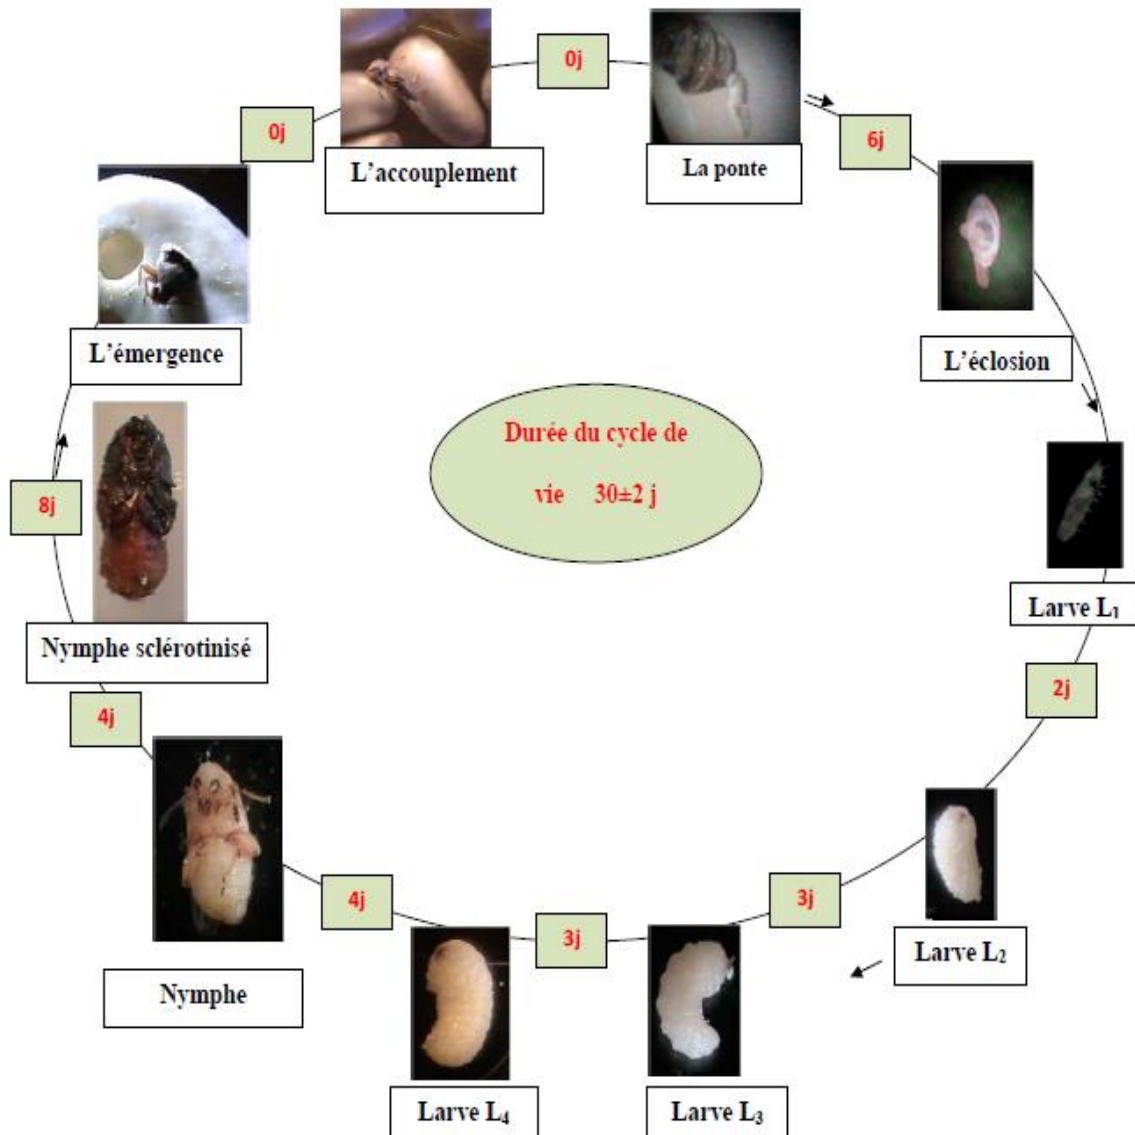 0j
L'accouplement
0j
La ponte
6j
L'éclosion
Larve L₁
2j
Larve L₂
3j
Larve L₃
3j
Larve L₄
4j
Nymphe
4j
Nymphe sclérotinisé
8j
L'émergence
Durée du cycle de
vie 30±2 j